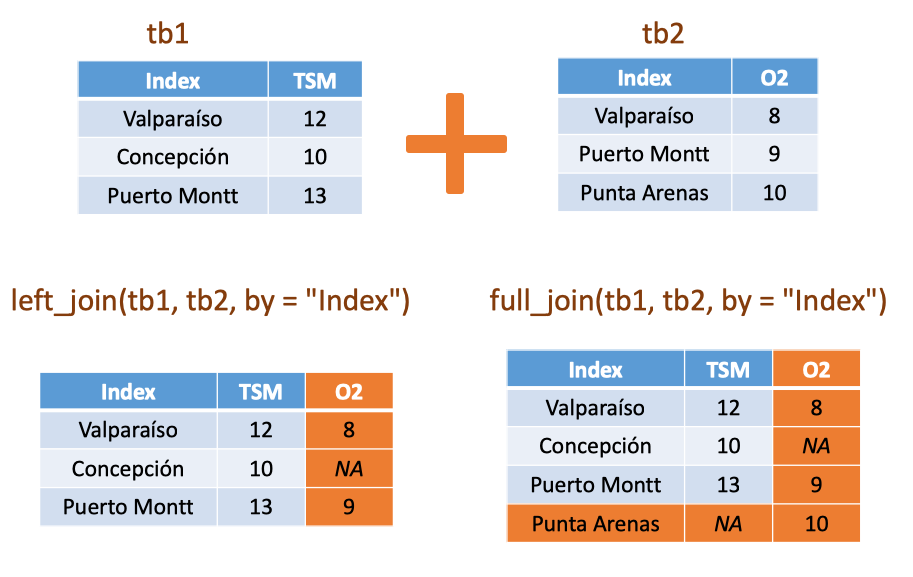 tb1
Index TSM
Valparaíso 12
Concepción 10
Puerto Montt 13
tb2
Index O2
Valparaíso 8
Puerto Montt 9
Punta Arenas 10
left_join(tb1, tb2, by = "Index")
Index TSM O2
Valparaíso 12 8
Concepción 10 NA
Puerto Montt 13 9
full_join(tb1, tb2, by = "Index")
Index TSM O2
Valparaíso 12 8
Concepción 10 NA
Puerto Montt 13 9
Punta Arenas NA 10